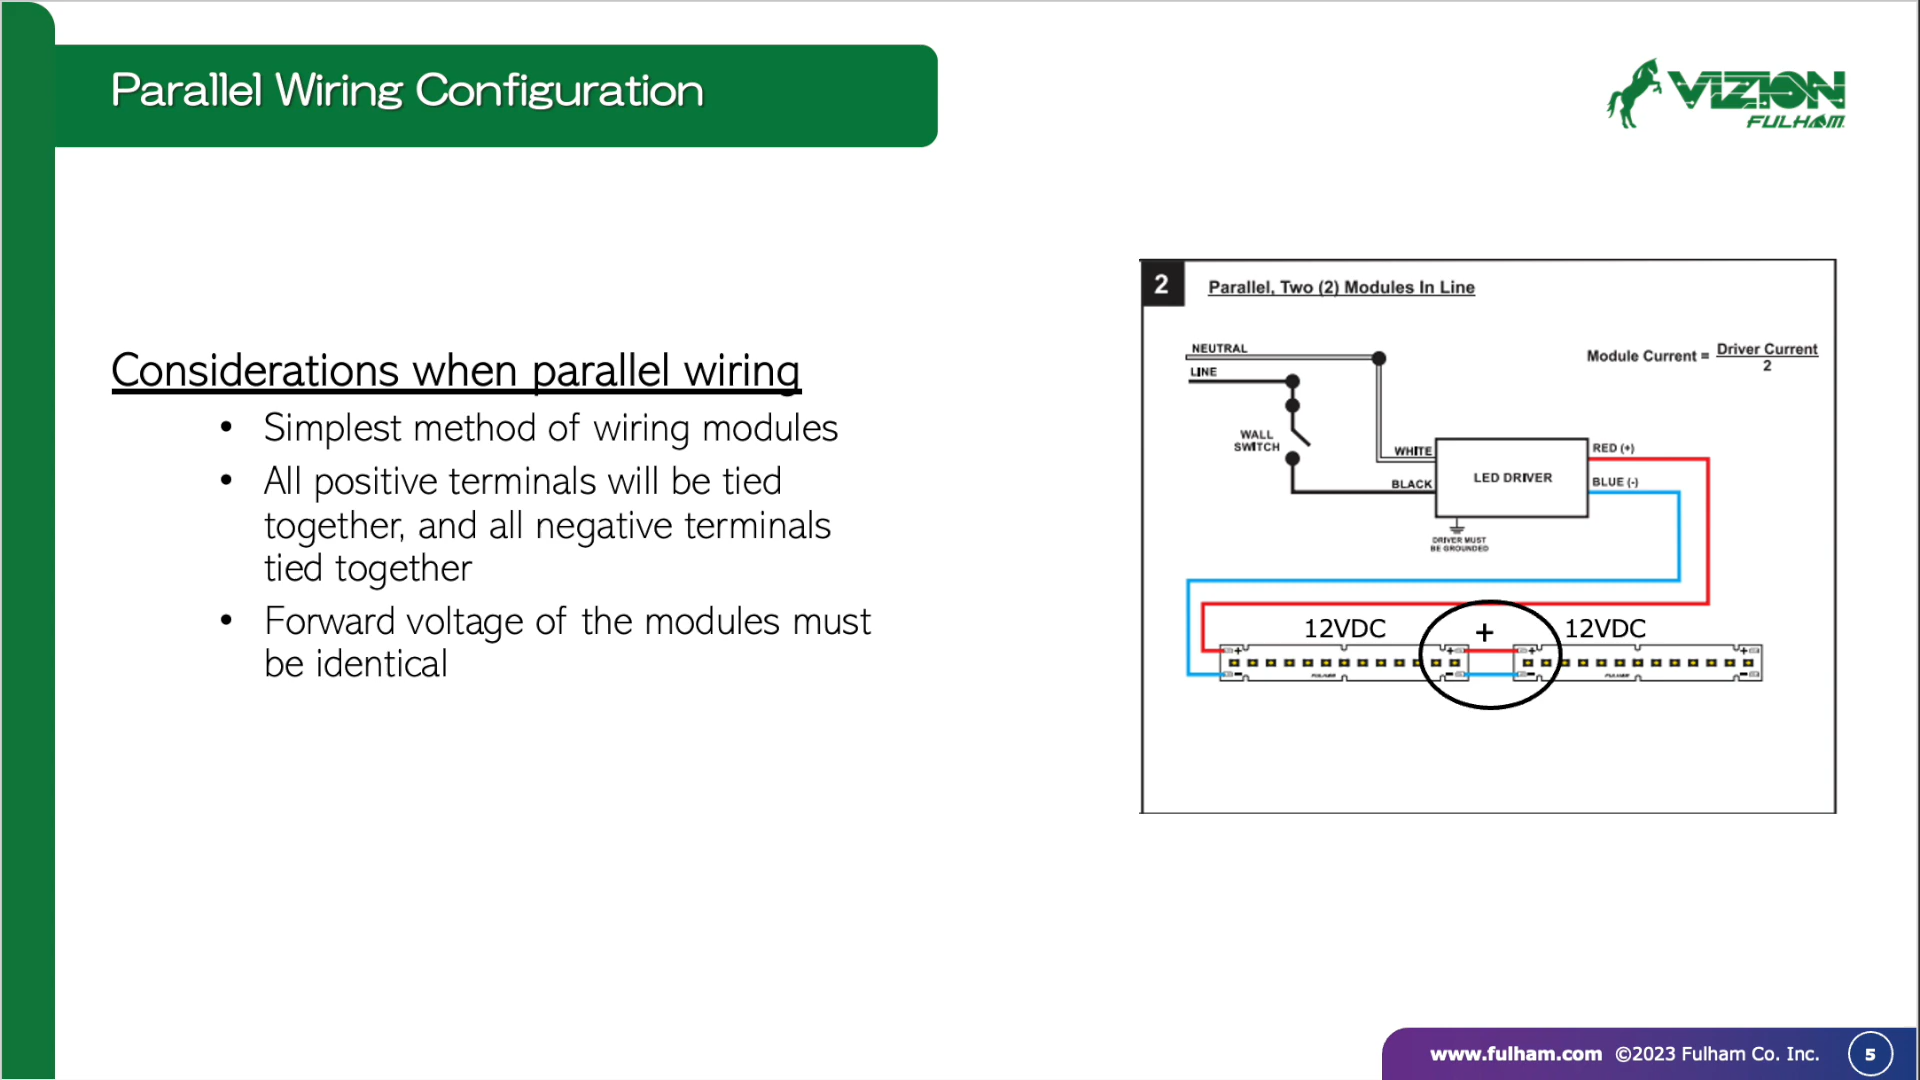 Parallel Wiring Configuration
VIZION
FULHAM
Considerations when parallel wiring
• Simplest method of wiring modules
• All positive terminals will be tied
together, and all negative terminals
tied together
• Forward voltage of the modules must
be identical
2
Parallel, Two (2) Modules In Line
NEUTRAL
LINE
Module Current = Driver Current
2
WALL
SWITCH
WHITE
BLACK
LED DRIVER
RED (+)
BLUE (-)
DRIVER MUST
BE GROUNDED
12VDC + 12VDC
+ + + +
- - - -
FULHAM FULHAM
www.fulham.com ©2023 Fulham Co. Inc. 5